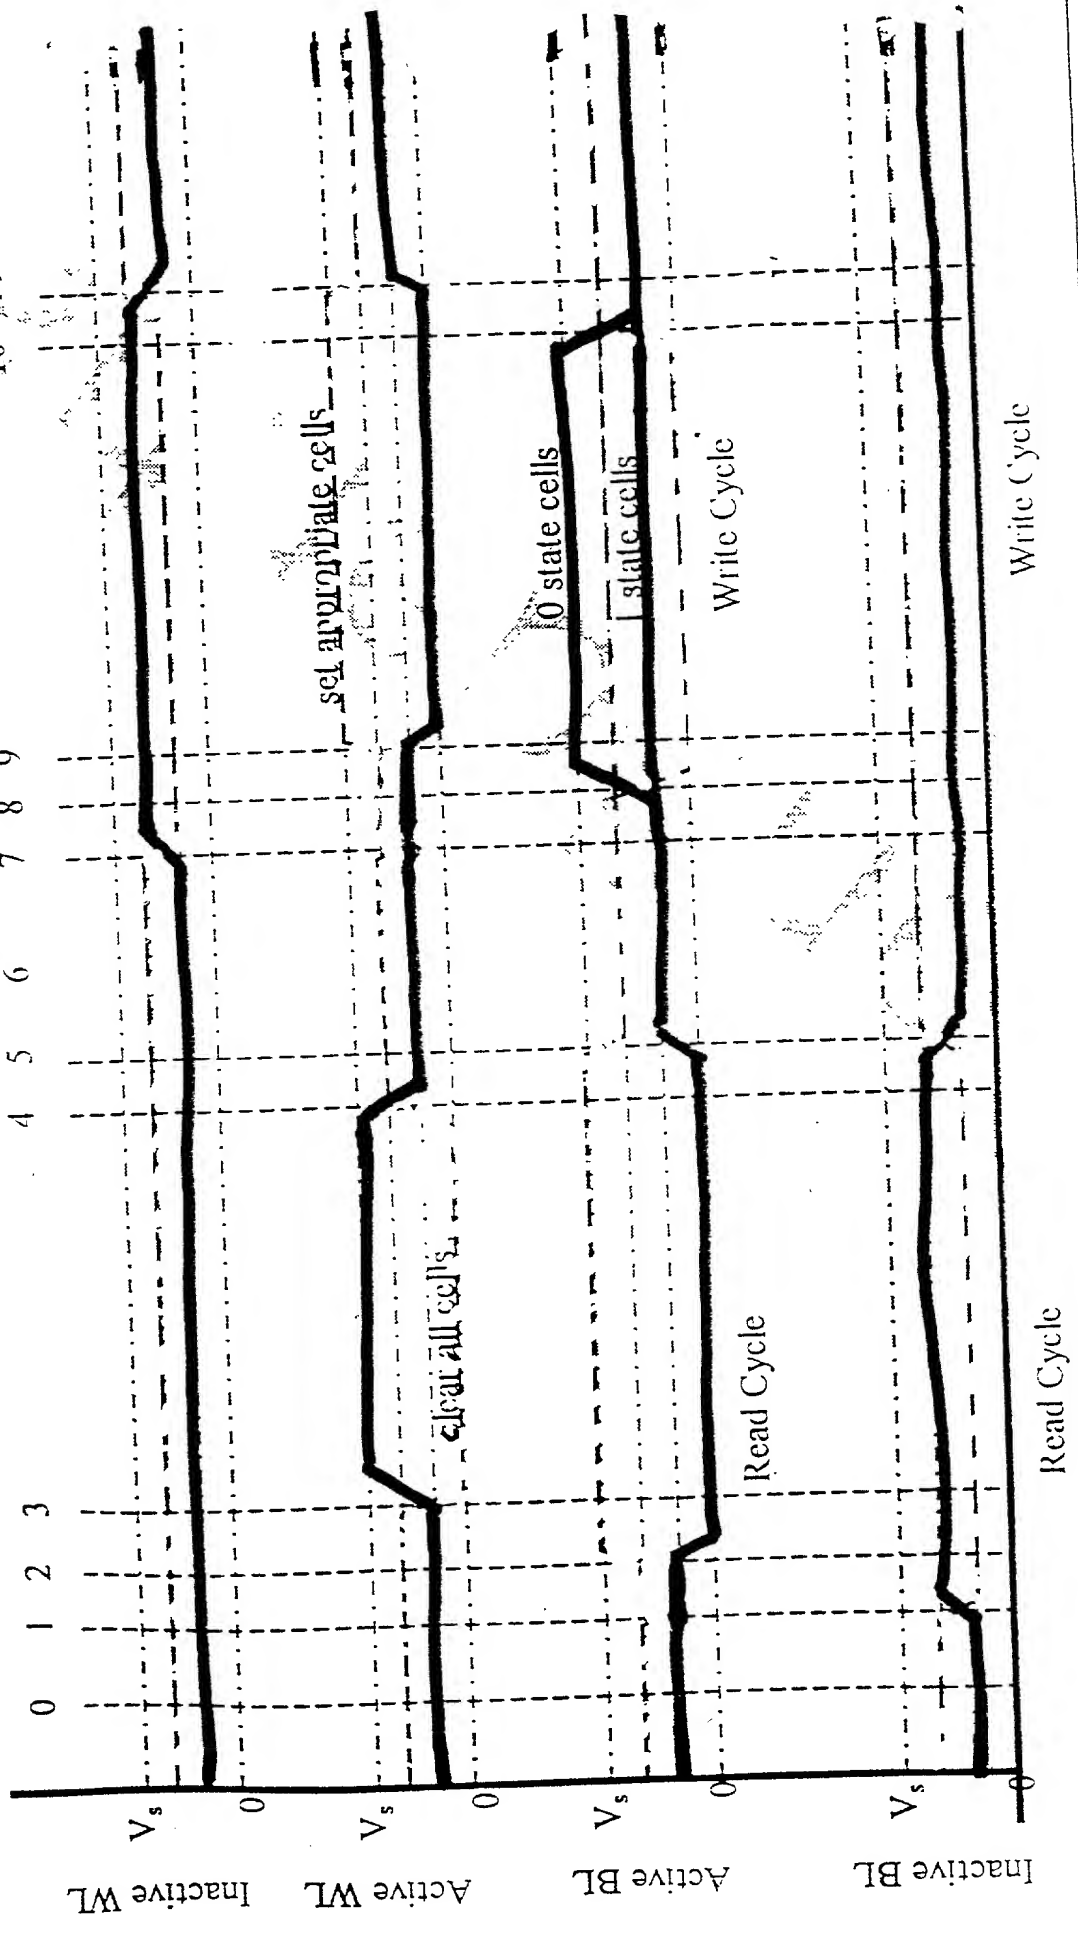 0 1 2 3 4 5 6 7 8 9
Inactive WL
Vs
0
Active WL
Vs
0
clear all cells
set appropriate cells
Active BL
Vs
0
0 state cells
1 state cells
Read Cycle
Write Cycle
Inactive BL
Vs
0
Read Cycle
Write Cycle